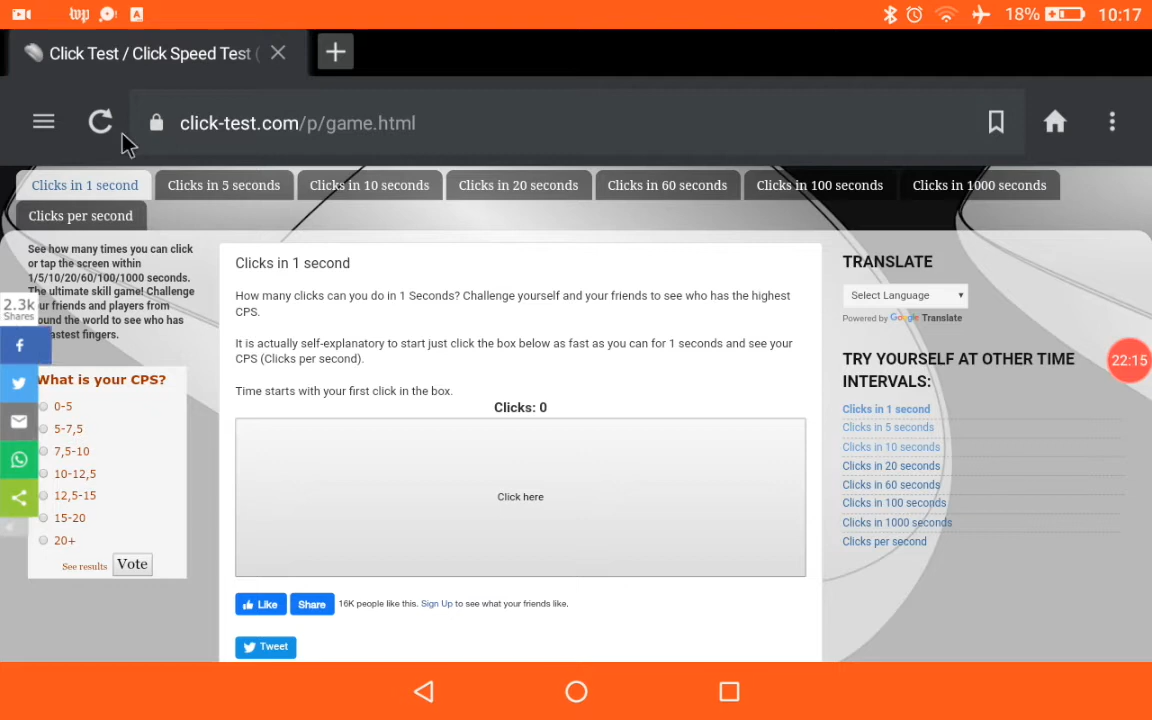 18% 10:17
Click Test / Click Speed Test (
click-test.com/p/game.html
Clicks in 1 second
Clicks in 5 seconds
Clicks in 10 seconds
Clicks in 20 seconds
Clicks in 60 seconds
Clicks in 100 seconds
Clicks in 1000 seconds
Clicks per second
See how many times you can click
or tap the screen within
1/5/10/20/60/100/1000 seconds.
The ultimate skill game! Challenge
ur friends and players from
ound the world to see who has
astest fingers.
2.3k
Shares
What is your CPS?
0-5
5-7,5
7,5-10
10-12,5
12,5-15
15-20
20+
See results Vote
Clicks in 1 second
How many clicks can you do in 1 Seconds? Challenge yourself and your friends to see who has the highest
CPS.
It is actually self-explanatory to start just click the box below as fast as you can for 1 seconds and see your
CPS (Clicks per second).
Time starts with your first click in the box.
Clicks: 0
Click here
Like Share 16K people like this. Sign Up to see what your friends like.
Tweet
TRANSLATE
Select Language
Powered by Google Translate
22:15
TRY YOURSELF AT OTHER TIME
INTERVALS:
Clicks in 1 second
Clicks in 5 seconds
Clicks in 10 seconds
Clicks in 20 seconds
Clicks in 60 seconds
Clicks in 100 seconds
Clicks in 1000 seconds
Clicks per second